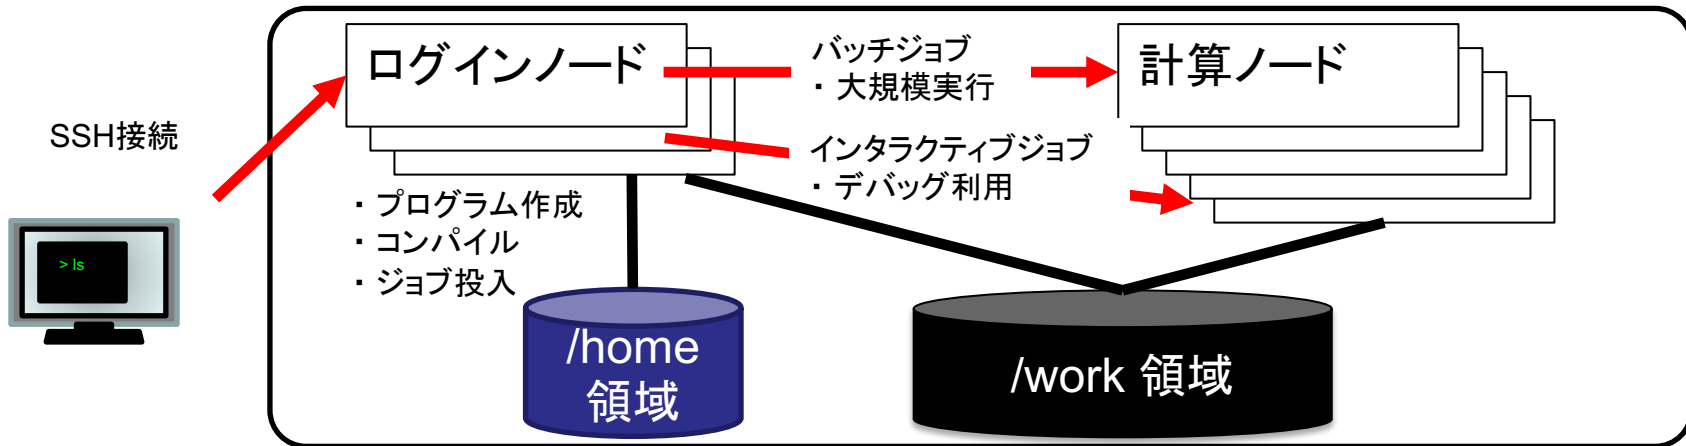 SSH接続
> ls
ログインノード
・プログラム作成
・コンパイル
・ジョブ投入
バッチジョブ
・大規模実行
インタラクティブジョブ
・デバッグ利用
計算ノード
/home
領域
/work 領域